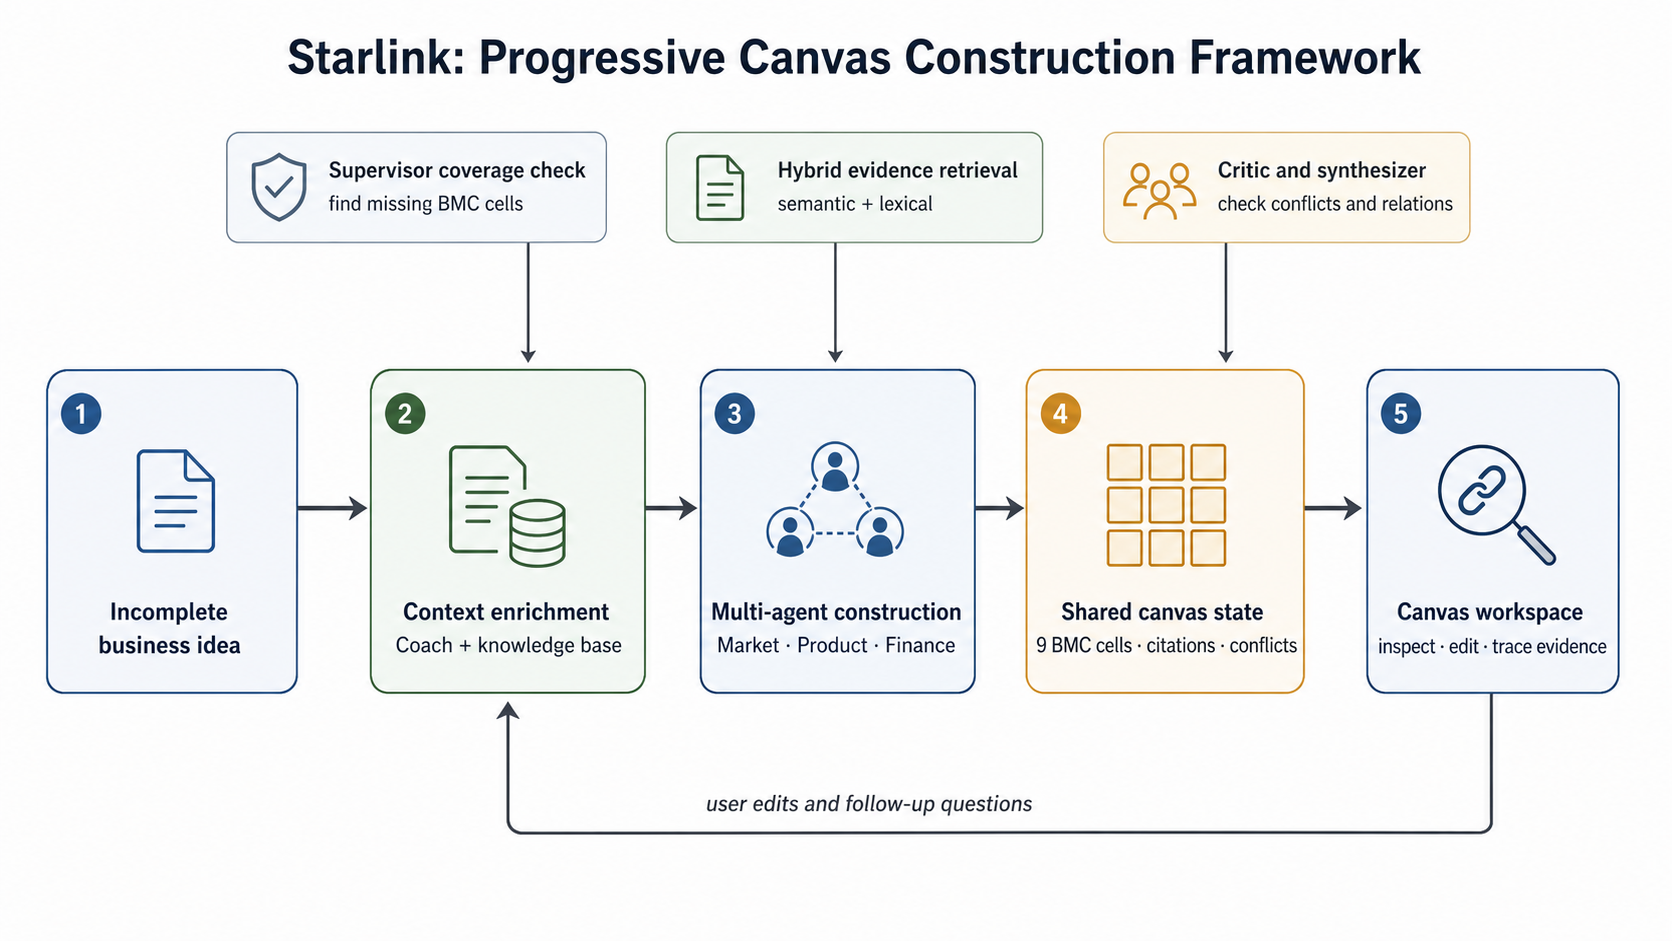 Starlink: Progressive Canvas Construction Framework
Supervisor coverage check
find missing BMC cells
Hybrid evidence retrieval
semantic + lexical
Critic and synthesizer
check conflicts and relations
1
Incomplete
business idea
2
Context enrichment
Coach + knowledge base
3
Multi-agent construction
Market · Product · Finance
4
Shared canvas state
9 BMC cells · citations · conflicts
5
Canvas workspace
inspect · edit · trace evidence
user edits and follow-up questions